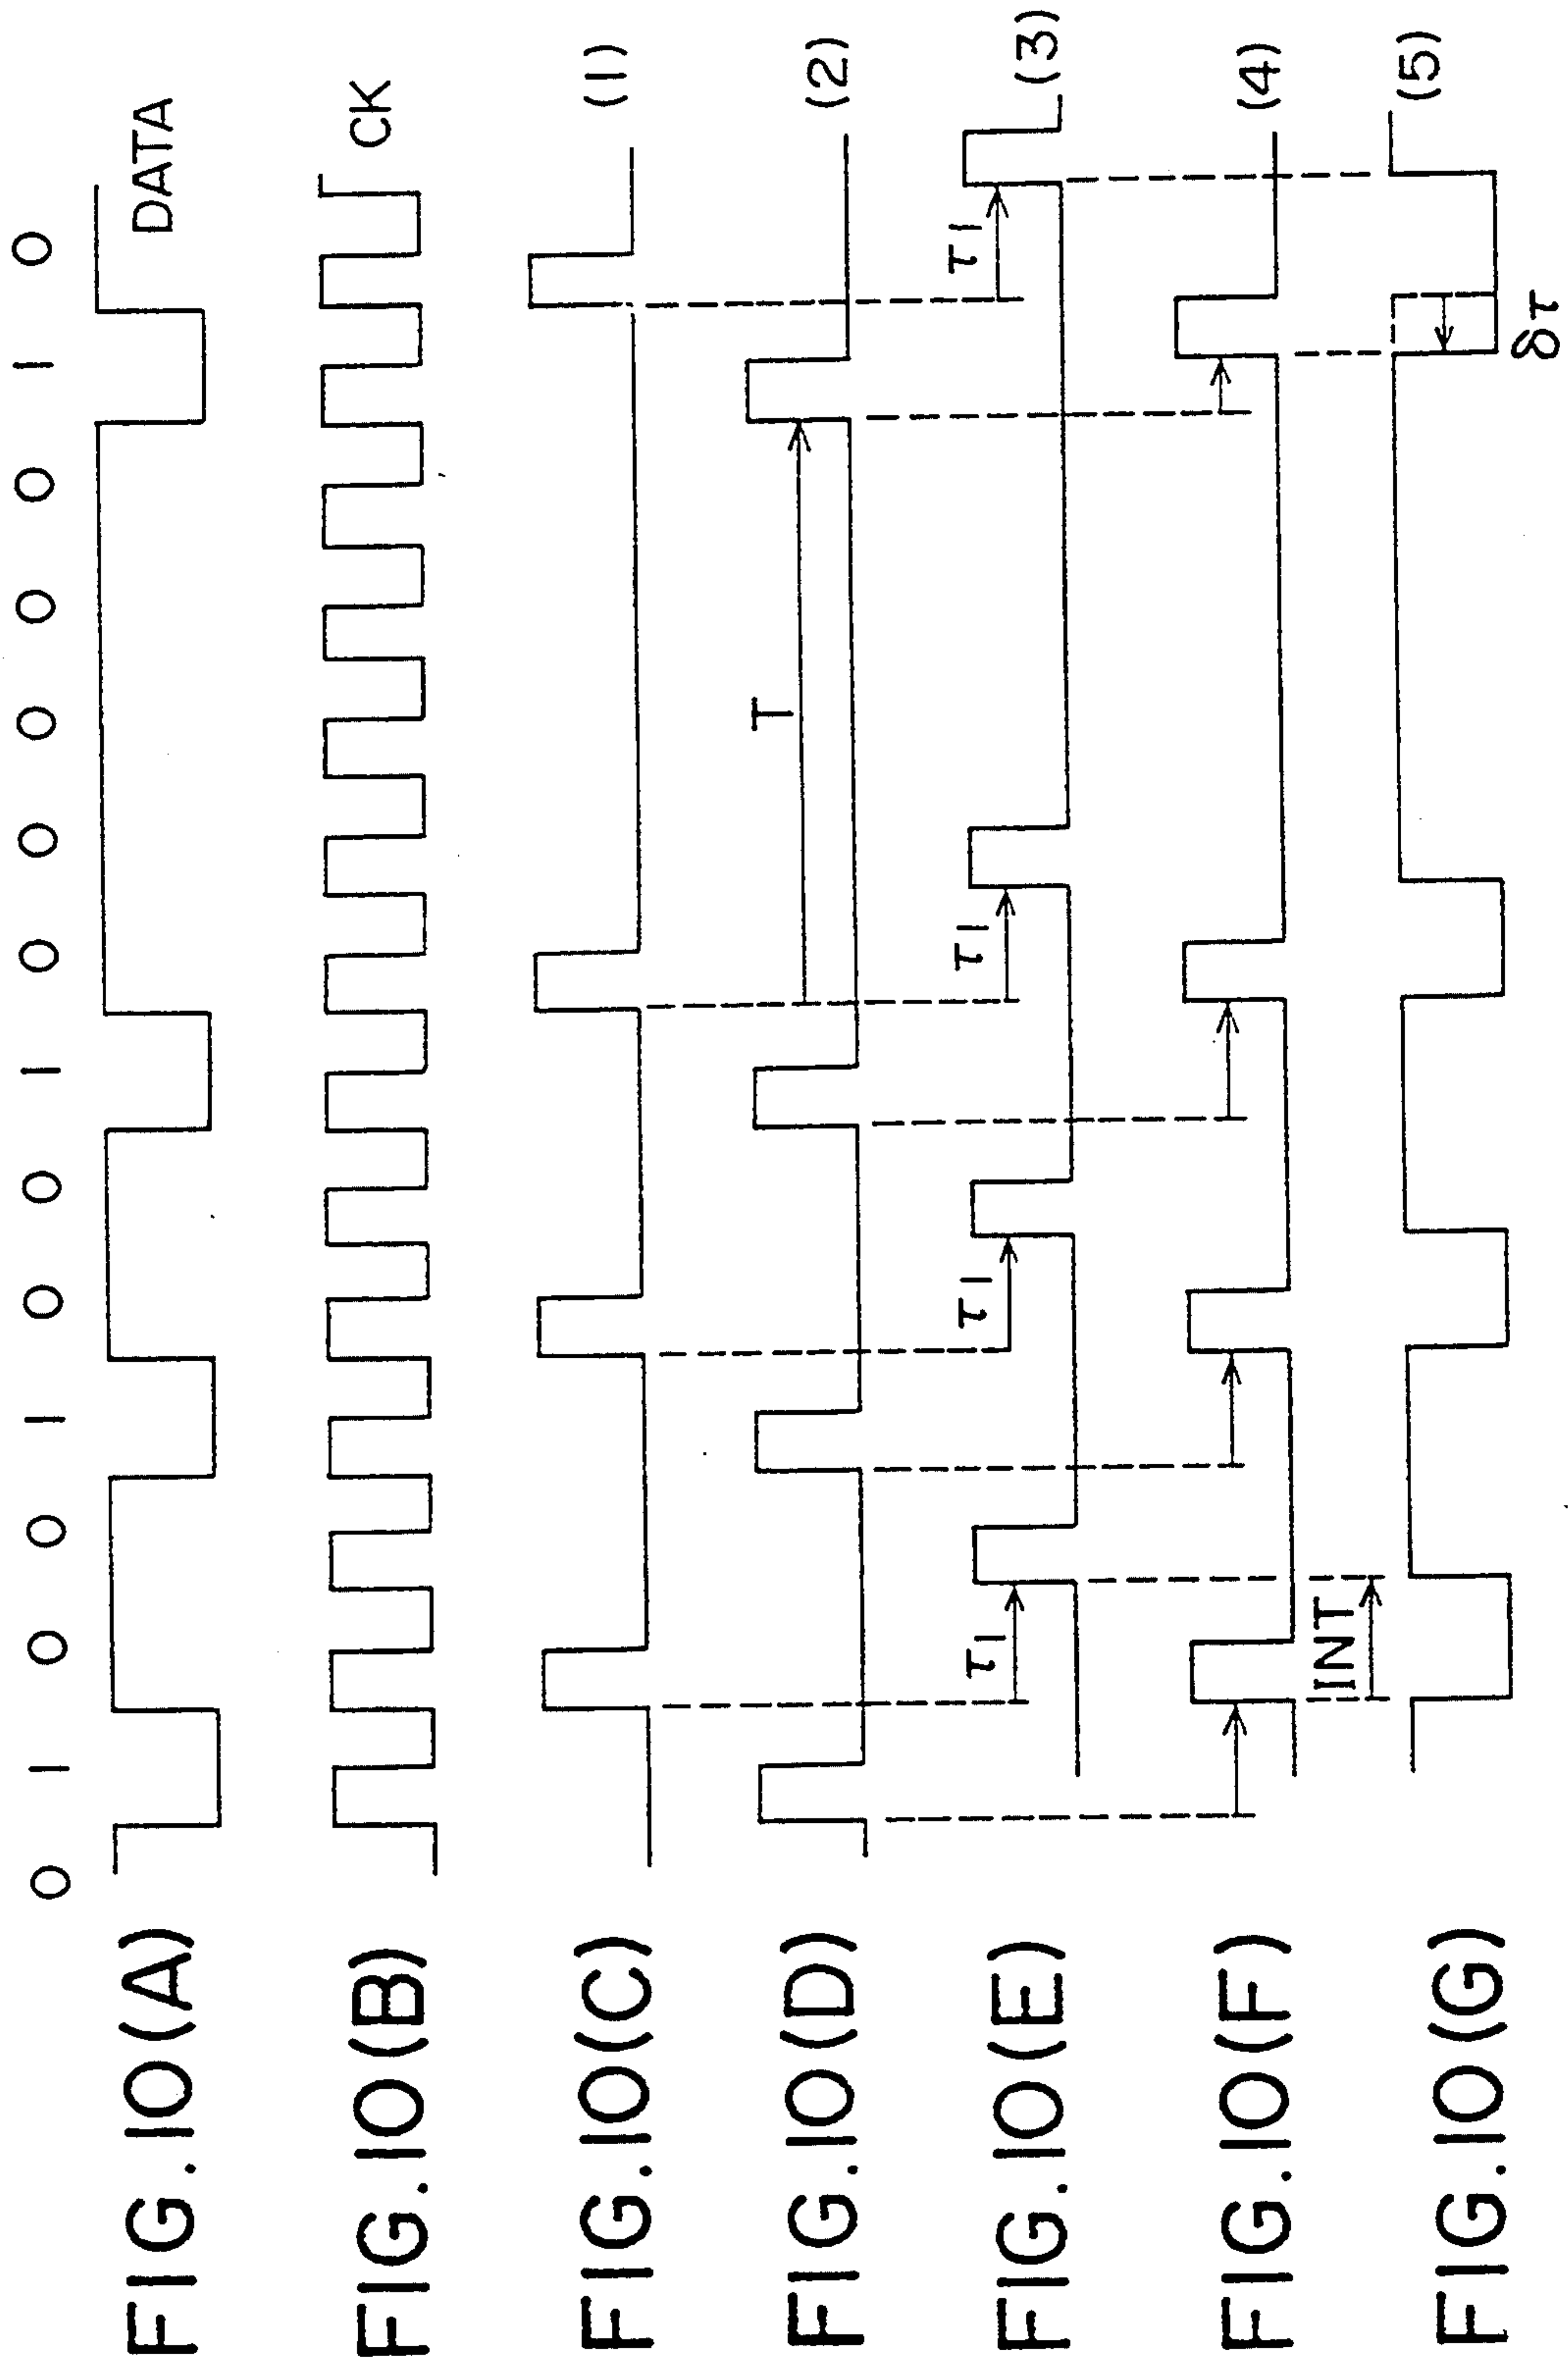 0 1 0 0 1 0 0 1 0 0 0 0 0 1 0
FIG.10(A) DATA
FIG.10(B) CK
FIG.10(C) (1)
T
FIG.10(D) (2)
τ1 τ1 τ1 τ1
FIG.10(E) (3)
FIG.10(F) (4)
INT
FIG.10(G) (5)
δτ